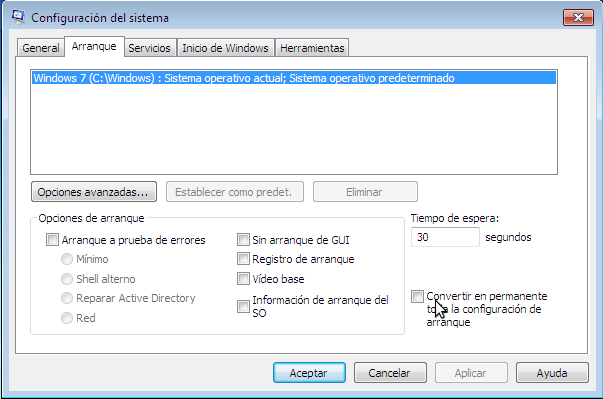 Configuración del sistema
General
Arranque
Servicios
Inicio de Windows
Herramientas
Windows 7 (C:\Windows) : Sistema operativo actual; Sistema operativo predeterminado
Opciones avanzadas...
Establecer como predet.
Eliminar
Opciones de arranque
Arranque a prueba de errores
Mínimo
Shell alterno
Reparar Active Directory
Red
Sin arranque de GUI
Registro de arranque
Vídeo base
Información de arranque del
SO
Tiempo de espera:
30 segundos
Convertir en permanente
toda la configuración de
arranque
Aceptar
Cancelar
Aplicar
Ayuda